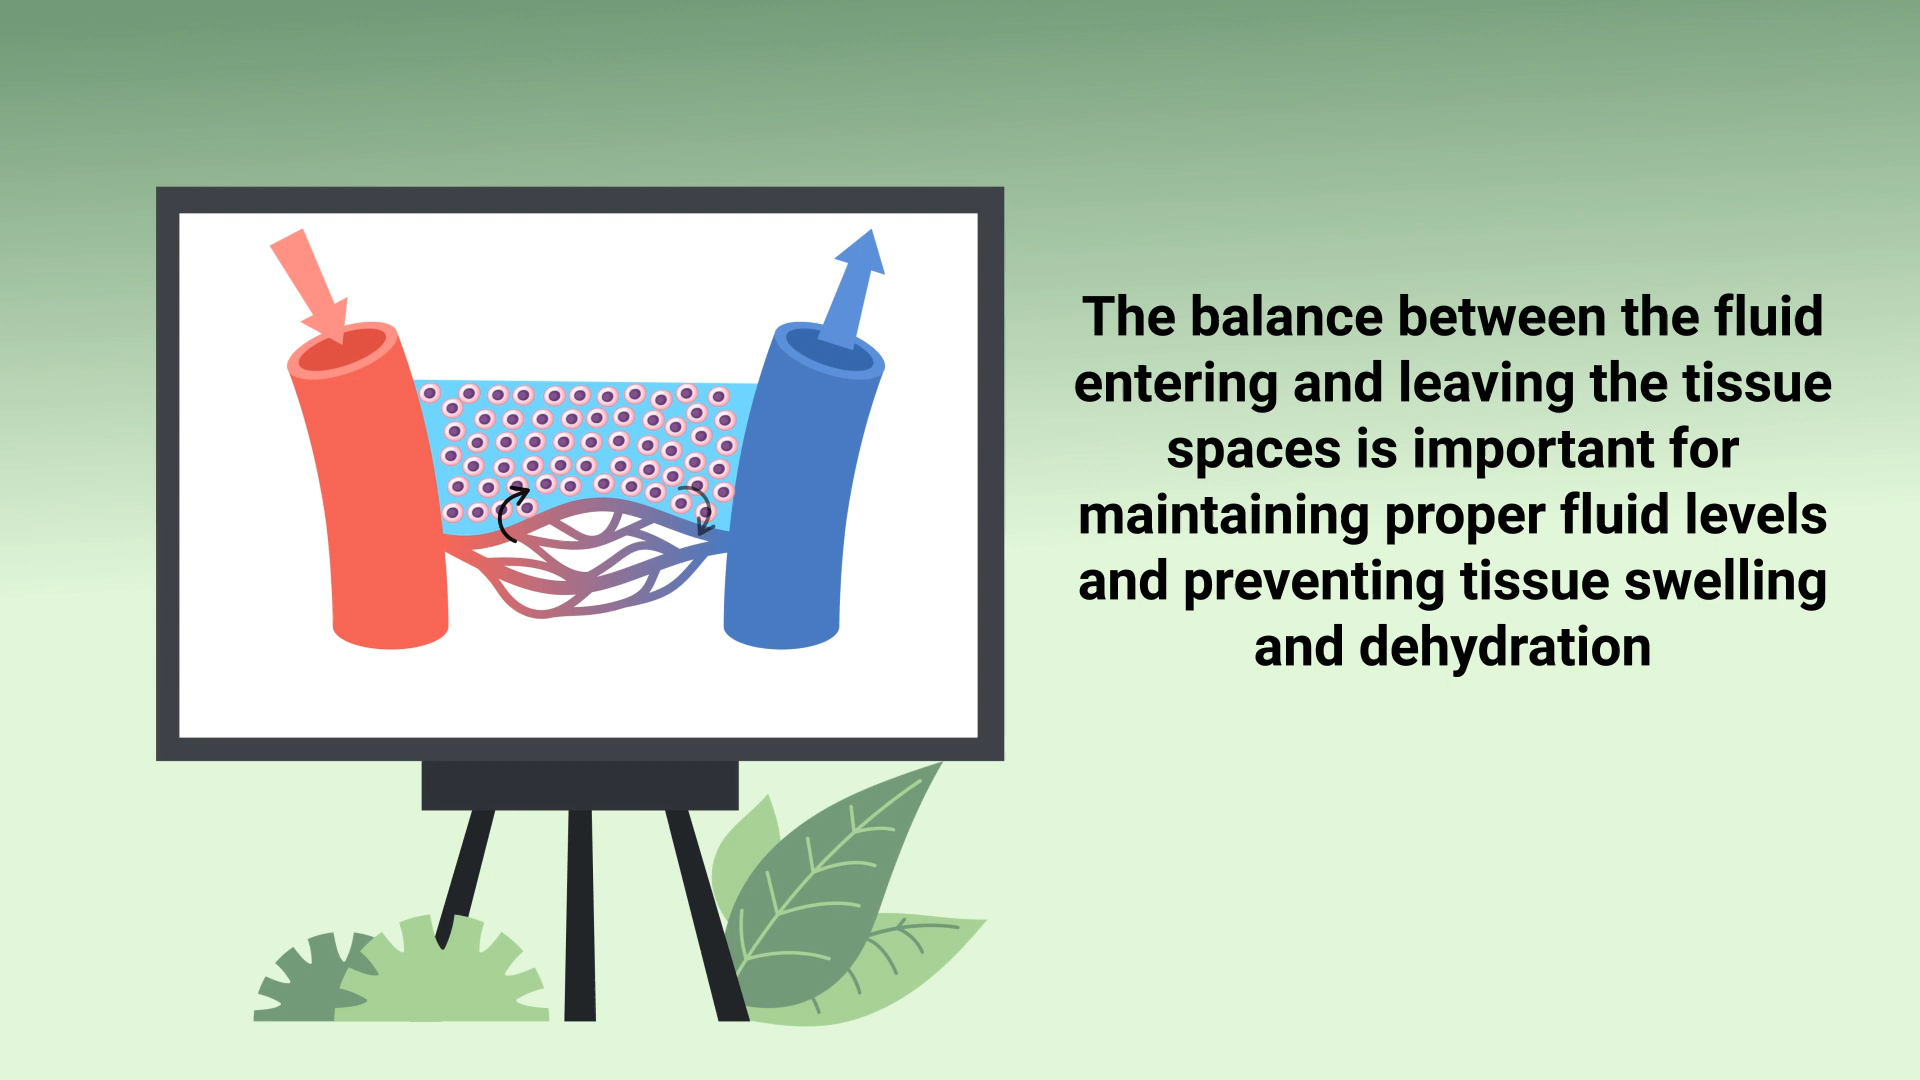 The balance between the fluid
entering and leaving the tissue
spaces is important for
maintaining proper fluid levels
and preventing tissue swelling
and dehydration